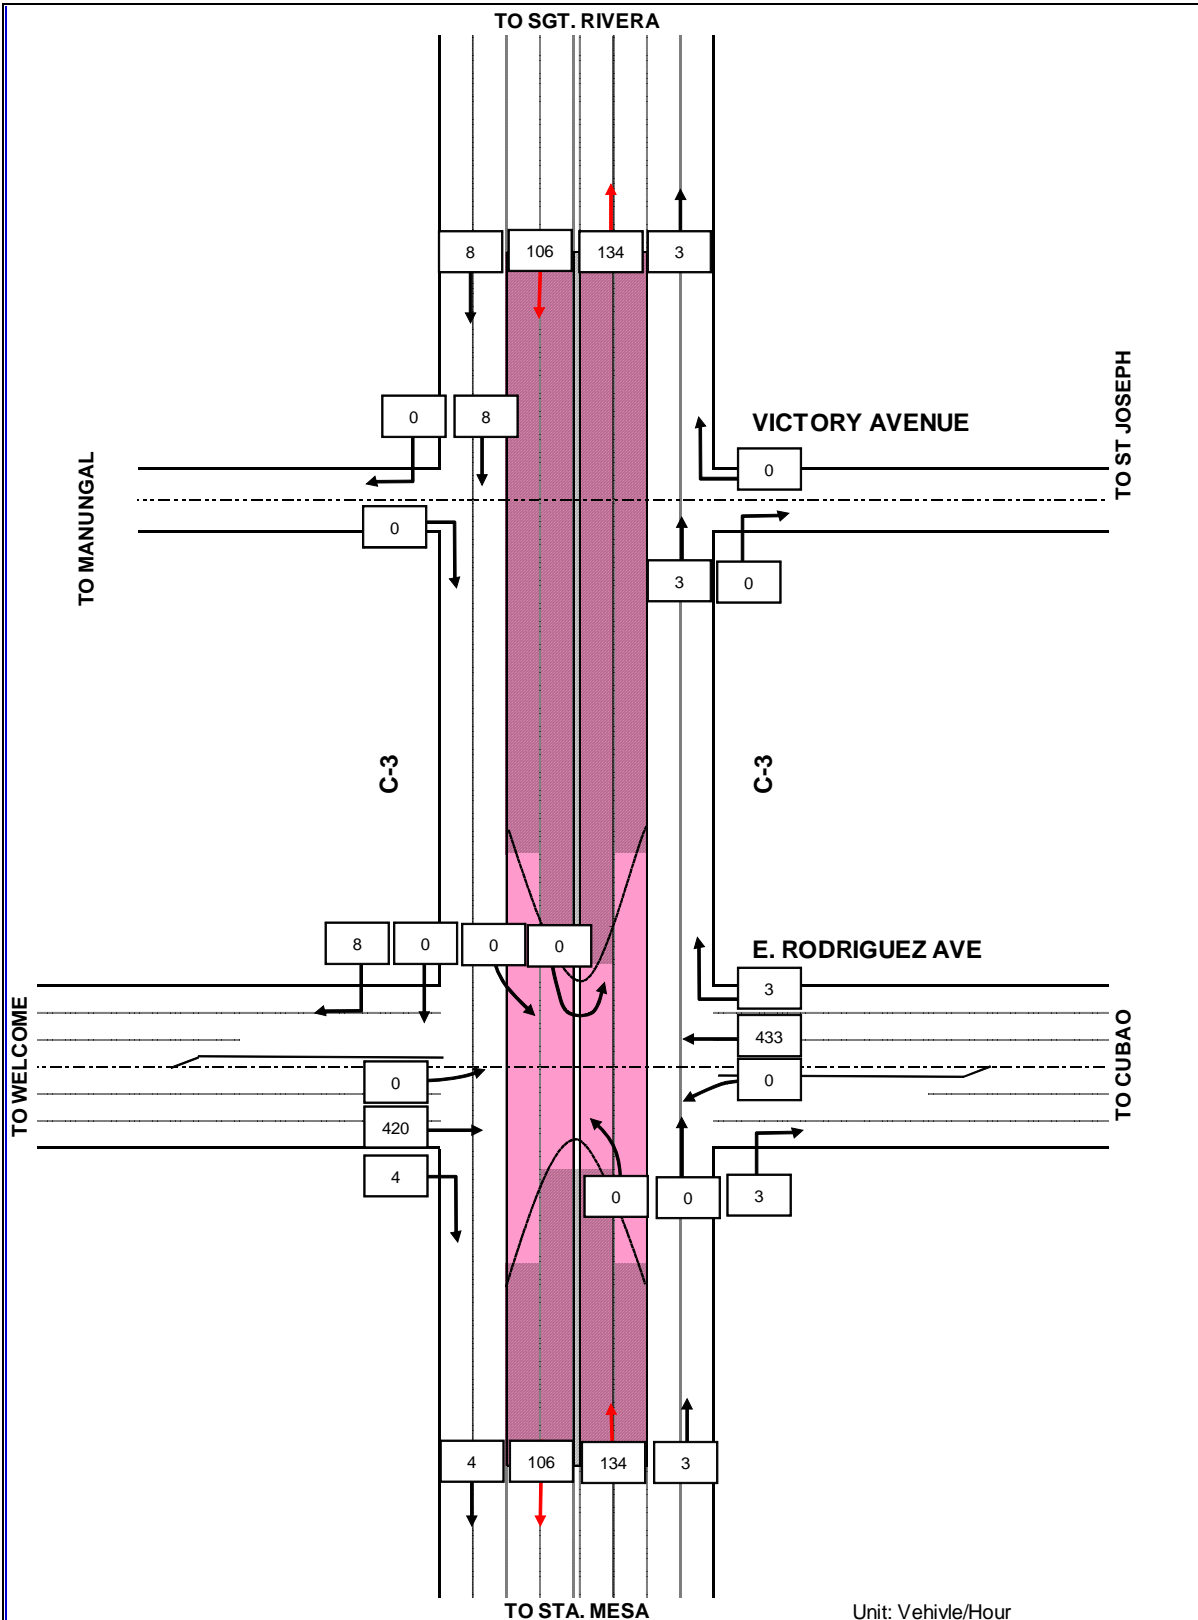 TO SGT. RIVERA
8 106 134 3
0 8
VICTORY AVENUE
0
TO MANUNGAL
TO ST JOSEPH
0
3 0
C-3
C-3
8 0 0 0
E. RODRIGUEZ AVE
3
433
0
TO WELCOME
TO CUBAO
0
420
4
0 0 3
4 106 134 3
TO STA. MESA
Unit: Vehivle/Hour